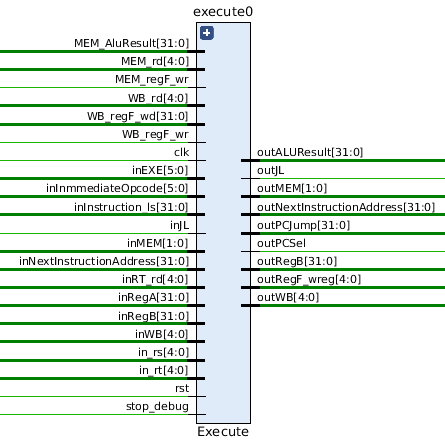 execute0
MEM_AluResult[31:0]
MEM_rd[4:0]
MEM_regF_wr
WB_rd[4:0]
WB_regF_wd[31:0]
WB_regF_wr
clk
inEXE[5:0]
inInmmediateOpcode[5:0]
inInstruction_ls[31:0]
inJL
inMEM[1:0]
inNextInstructionAddress[31:0]
inRT_rd[4:0]
inRegA[31:0]
inRegB[31:0]
inWB[4:0]
in_rs[4:0]
in_rt[4:0]
rst
stop_debug
outALUResult[31:0]
outJL
outMEM[1:0]
outNextInstructionAddress[31:0]
outPCJump[31:0]
outPCSel
outRegB[31:0]
outRegF_wreg[4:0]
outWB[4:0]
Execute